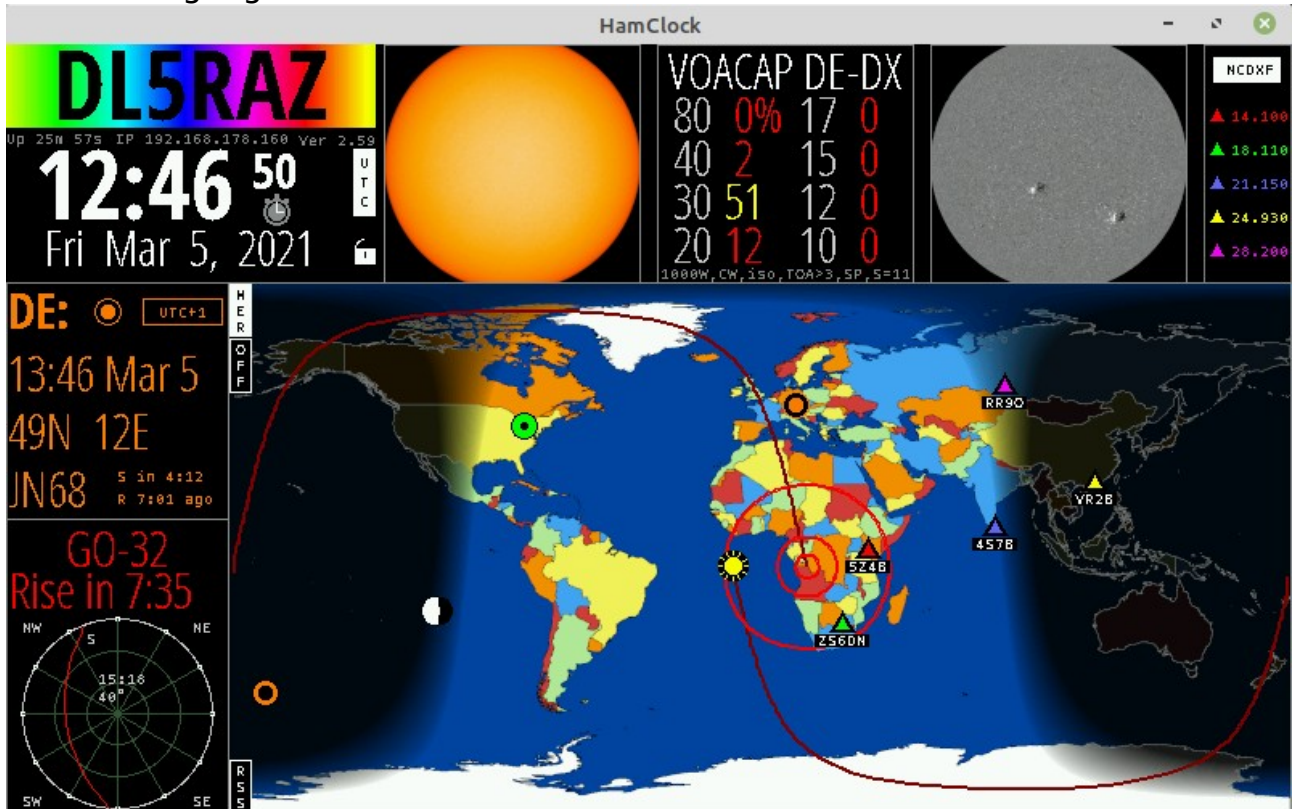 HamClock
DL5RAZ
Up 25m 57s IP 192.168.178.160 Ver 2.59
12:46 50
UTC
Fri Mar 5, 2021
VOACAP DE-DX
80 0% 17 0
40 2 15 0
30 51 12 0
20 12 10 0
1000W,CW,iso,TOA>3,SP,S=11
NCDXF
14.100
18.110
21.150
24.930
28.200
DE: UTC+1
13:46 Mar 5
49N 12E
JN68
S in 4:12
R 7:01 ago
HER
OFF
RR9O
VR2B
4S7B
5Z4B
ZS6DN
GO-32
Rise in 7:35
NW NE
S
15:18
40°
SW SE
RSS